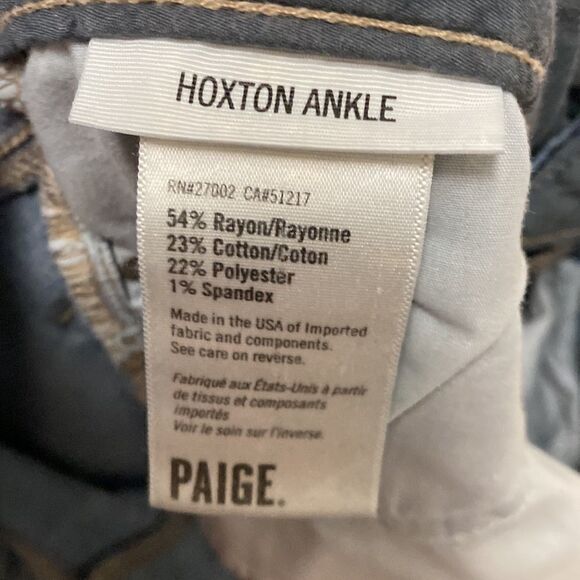 HOXTON ANKLE
RN#27002 CA#51217
54% Rayon/Rayonne
23% Cotton/Coton
22% Polyester
1% Spandex
Made in the USA of Imported
fabric and components.
See care on reverse.
Fabriqué aux États-Unis à partir
de tissus et composants
importés
Voir le soin sur l'inverse.
PAIGE.